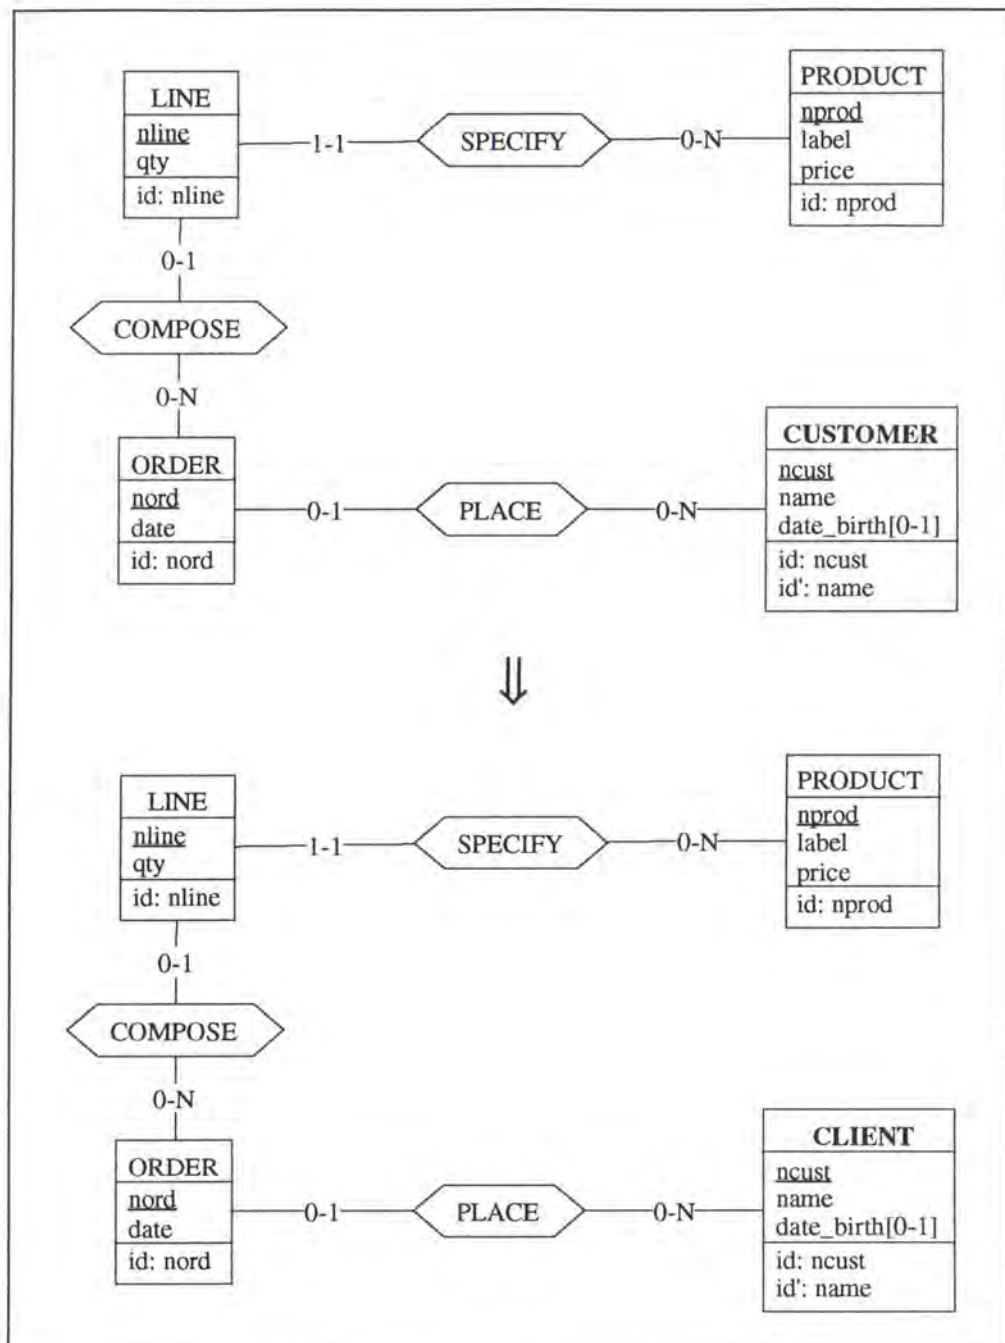 LINE
nline
qty
id: nline
1-1
SPECIFY
0-N
PRODUCT
nprod
label
price
id: nprod
0-1
COMPOSE
0-N
ORDER
nord
date
id: nord
0-1
PLACE
0-N
CUSTOMER
ncust
name
date_birth[0-1]
id: ncust
id': name
⇓
LINE
nline
qty
id: nline
1-1
SPECIFY
0-N
PRODUCT
nprod
label
price
id: nprod
0-1
COMPOSE
0-N
ORDER
nord
date
id: nord
0-1
PLACE
0-N
CLIENT
ncust
name
date_birth[0-1]
id: ncust
id': name